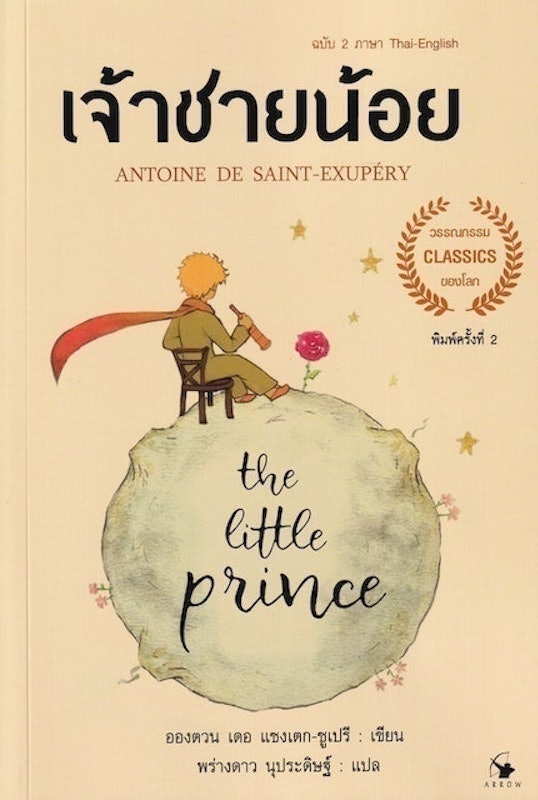 ฉบับ 2 ภาษา Thai-English
เจ้าชายน้อย
ANTOINE DE SAINT-EXUPÉRY
วรรณกรรม
CLASSICS
ของโลก
พิมพ์ครั้งที่ 2
the
little
prince
อองตวน เดอ แซงเตก-ซูเปรี : เขียน
พร่างดาว นุประดิษฐ์ : แปล
ARROW